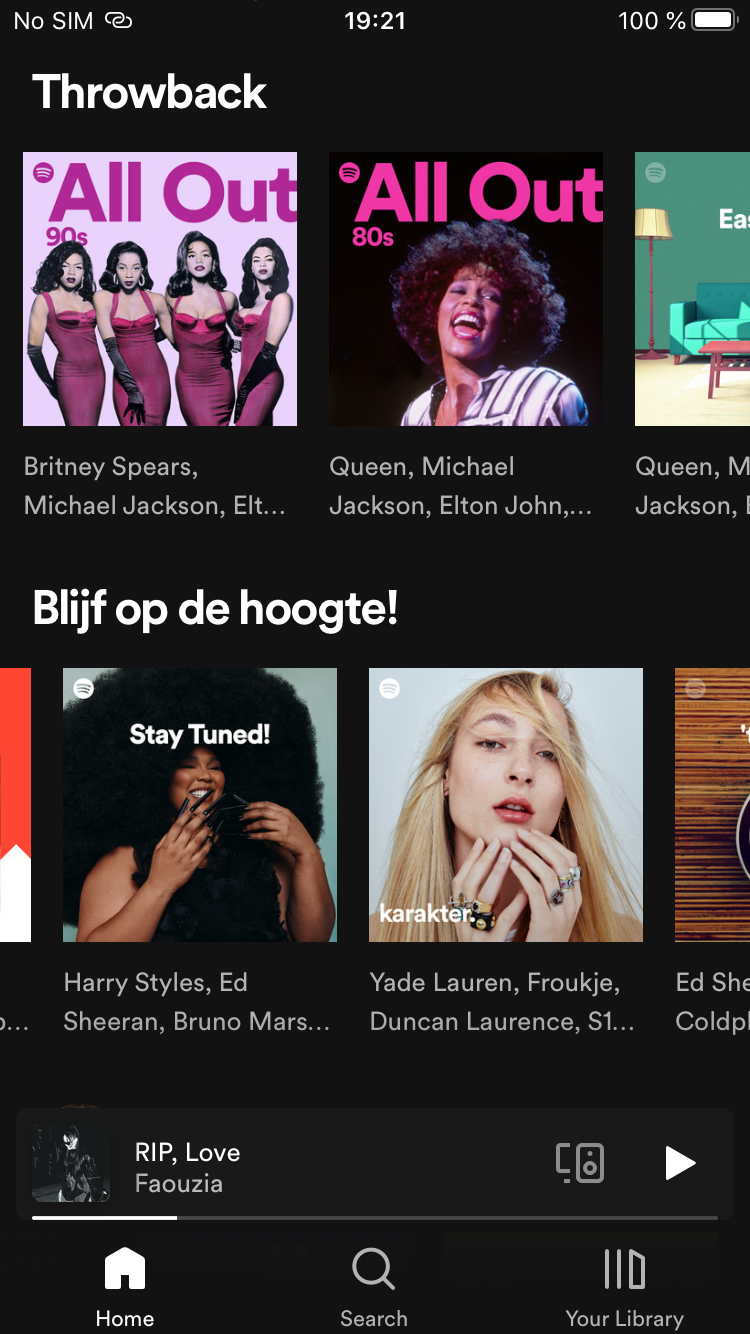 No SIM 19:21 100 %
Throwback
All Out
90s
All Out
80s
Britney Spears,
Michael Jackson, Elt...
Queen, Michael
Jackson, Elton John,...
Queen, M
Jackson,
Blijf op de hoogte!
Stay Tuned!
karakter.
Harry Styles, Ed
Sheeran, Bruno Mars...
Yade Lauren, Froukje,
Duncan Laurence, S1...
Ed She
Coldpl
RIP, Love
Faouzia
Home
Search
Your Library